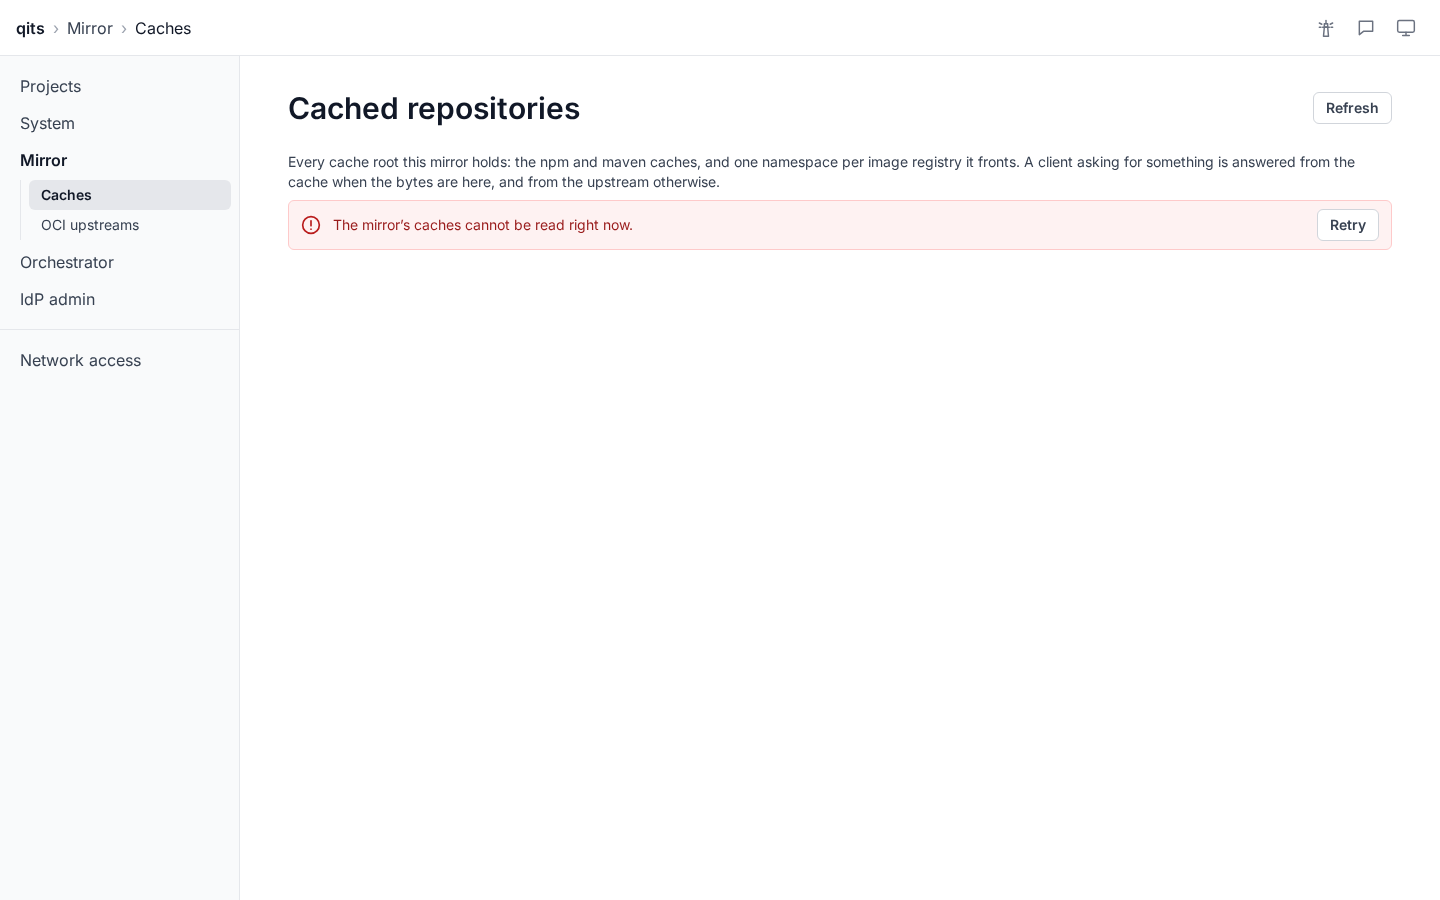 qits › Mirror › Caches
Projects
System
Mirror
Caches
OCI upstreams
Orchestrator
IdP admin
Network access
Cached repositories
Refresh
Every cache root this mirror holds: the npm and maven caches, and one namespace per image registry it fronts. A client asking for something is answered from the
cache when the bytes are here, and from the upstream otherwise.
The mirror’s caches cannot be read right now.
Retry